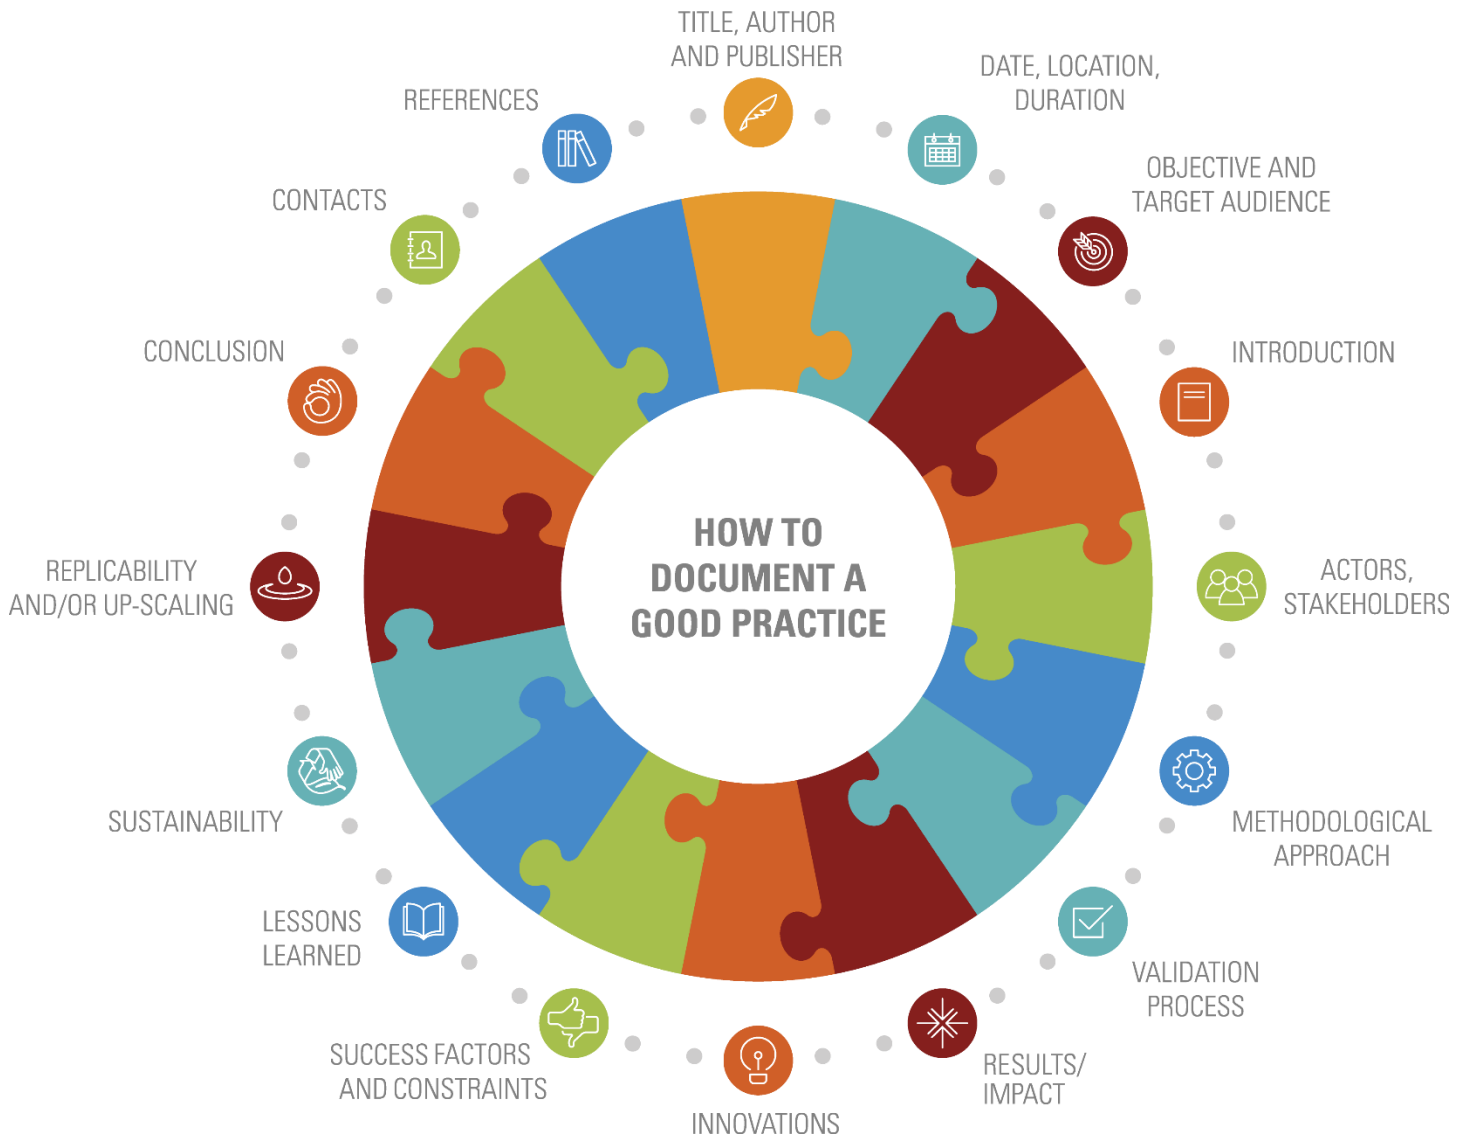 TITLE, AUTHOR
AND PUBLISHER
DATE, LOCATION,
DURATION
OBJECTIVE AND
TARGET AUDIENCE
INTRODUCTION
ACTORS,
STAKEHOLDERS
METHODOLOGICAL
APPROACH
VALIDATION
PROCESS
RESULTS/
IMPACT
INNOVATIONS
SUCCESS FACTORS
AND CONSTRAINTS
LESSONS
LEARNED
SUSTAINABILITY
REPLICABILITY
AND/OR UP-SCALING
CONCLUSION
CONTACTS
REFERENCES
HOW TO
DOCUMENT A
GOOD PRACTICE